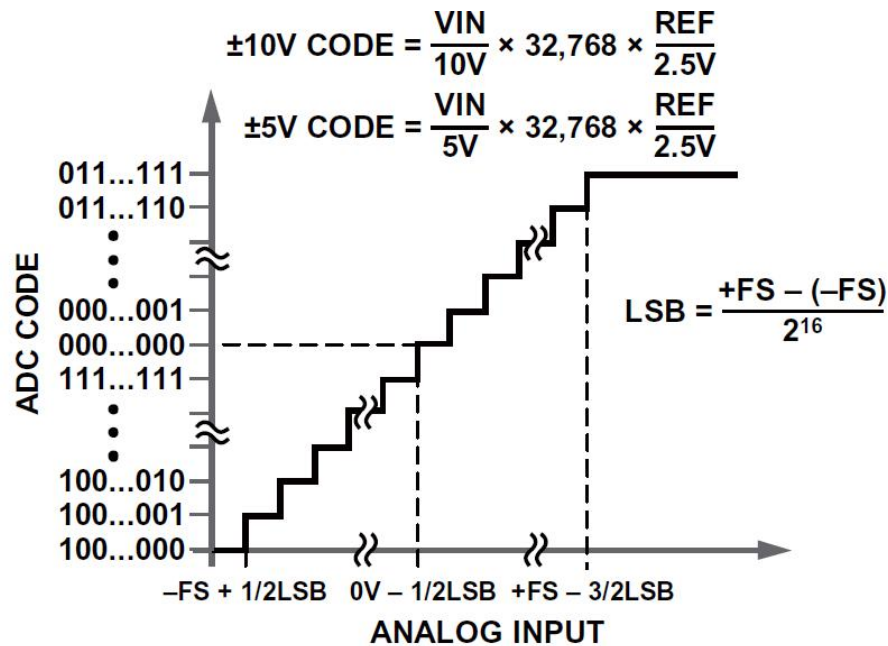 ±10V CODE = VIN/10V × 32,768 × REF/2.5V
±5V CODE = VIN/5V × 32,768 × REF/2.5V
011...111
011...110
000...001
000...000
111...111
100...010
100...001
100...000
ADC CODE
LSB = +FS – (–FS)/2¹⁶
–FS + 1/2LSB 0V – 1/2LSB +FS – 3/2LSB
ANALOG INPUT